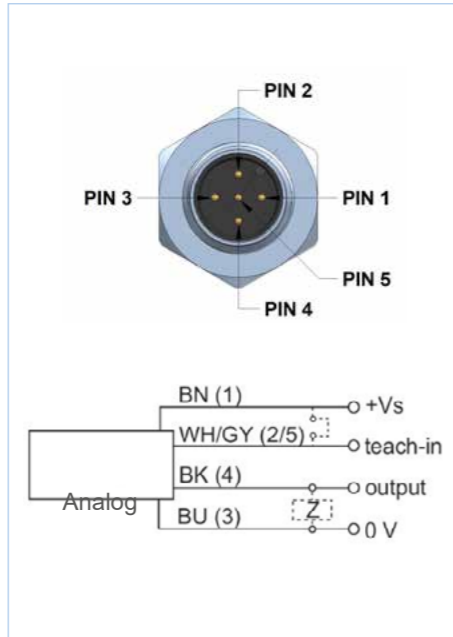 PIN 2
PIN 3
PIN 1
PIN 5
PIN 4
BN (1)
+Vs
WH/GY (2/5)
teach-in
BK (4)
output
Analog
Z
BU (3)
0 V